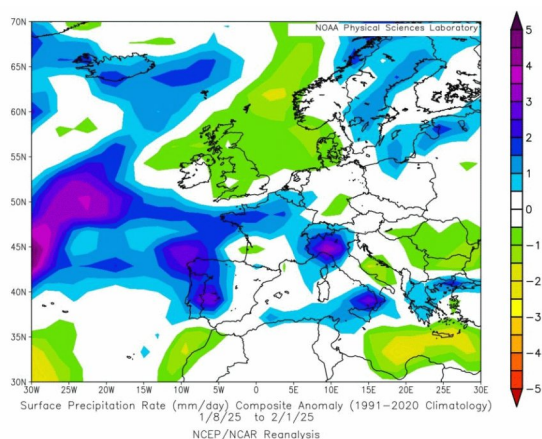 NOAA Physical Sciences Laboratory
70N
65N
60N
55N
50N
45N
40N
35N
30N
30W 25W 20W 15W 10W 5W 0 5E 10E 15E 20E 25E 30E
5
4
3
2
1
0
-1
-2
-3
-4
-5
Surface Precipitation Rate (mm/day) Composite Anomaly (1991-2020 Climatology)
1/8/25 to 2/1/25
NCEP/NCAR Reanalysis